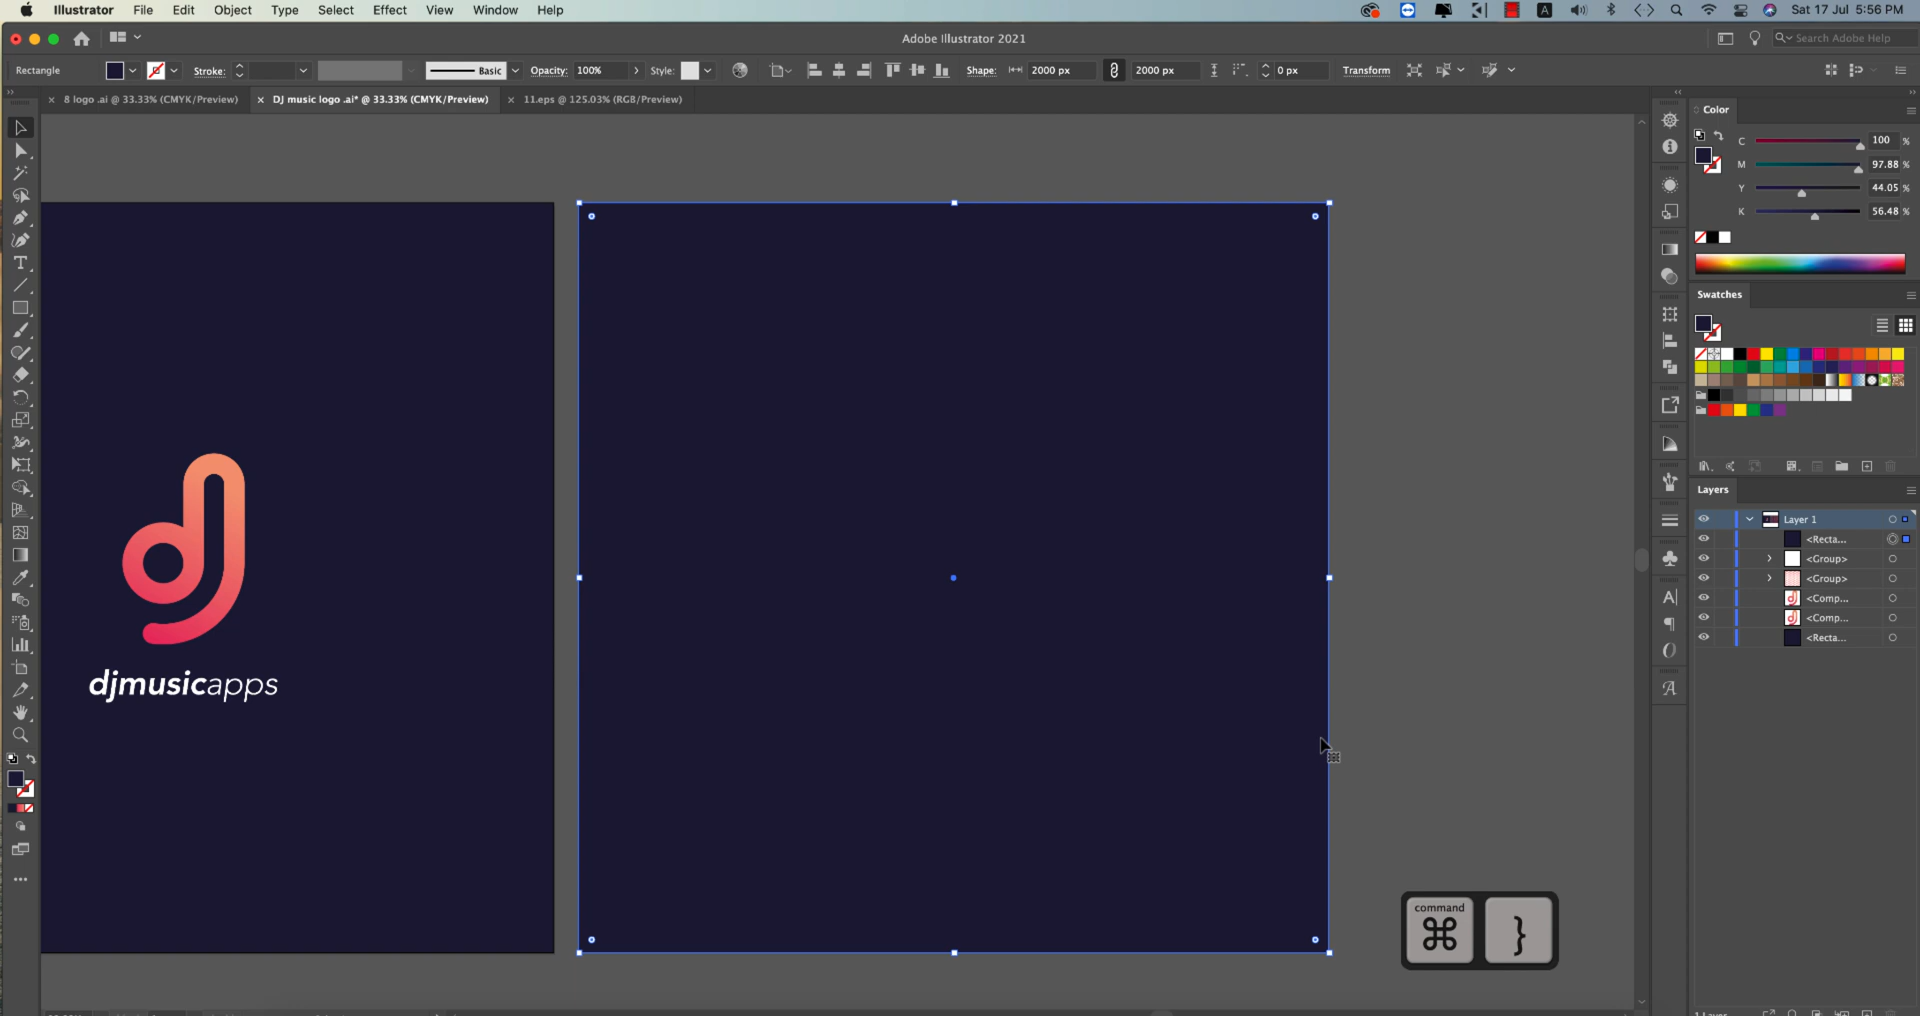 Illustrator File Edit Object Type Select Effect View Window Help
A
Sat 17 Jul 5:56 PM
Adobe Illustrator 2021
Search Adobe Help
Rectangle
Stroke:
Basic
Opacity: 100%
Style:
Shape: 2000 px 2000 px
0 px
Transform
8 logo .ai @ 33.33% (CMYK/Preview)
DJ music logo .ai* @ 33.33% (CMYK/Preview)
11.eps @ 125.03% (RGB/Preview)
Color
C 100 %
M 97.88 %
Y 44.05 %
K 56.48 %
Swatches
Layers
Layer 1
<Recta...
<Group>
<Group>
<Comp...
<Comp...
<Recta...
djmusicapps
command
⌘ }
1 Layer